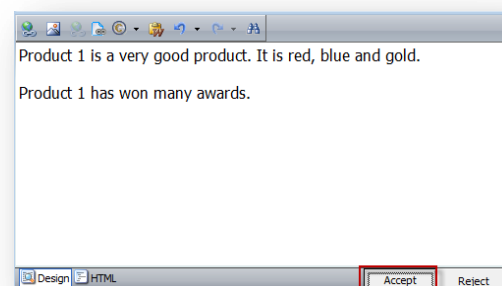 Product 1 is a very good product. It is red, blue and gold.
Product 1 has won many awards.
Design HTML Accept Reject